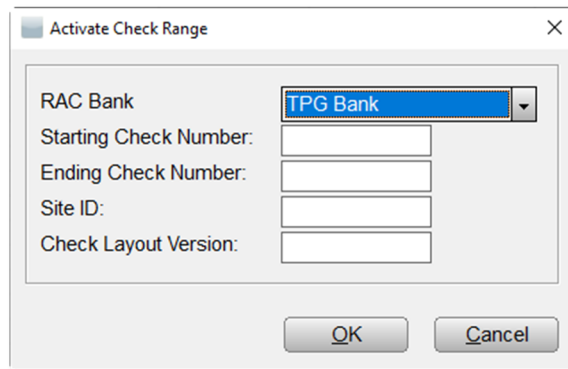 Activate Check Range
RAC Bank
TPG Bank
Starting Check Number:
Ending Check Number:
Site ID:
Check Layout Version:
OK
Cancel